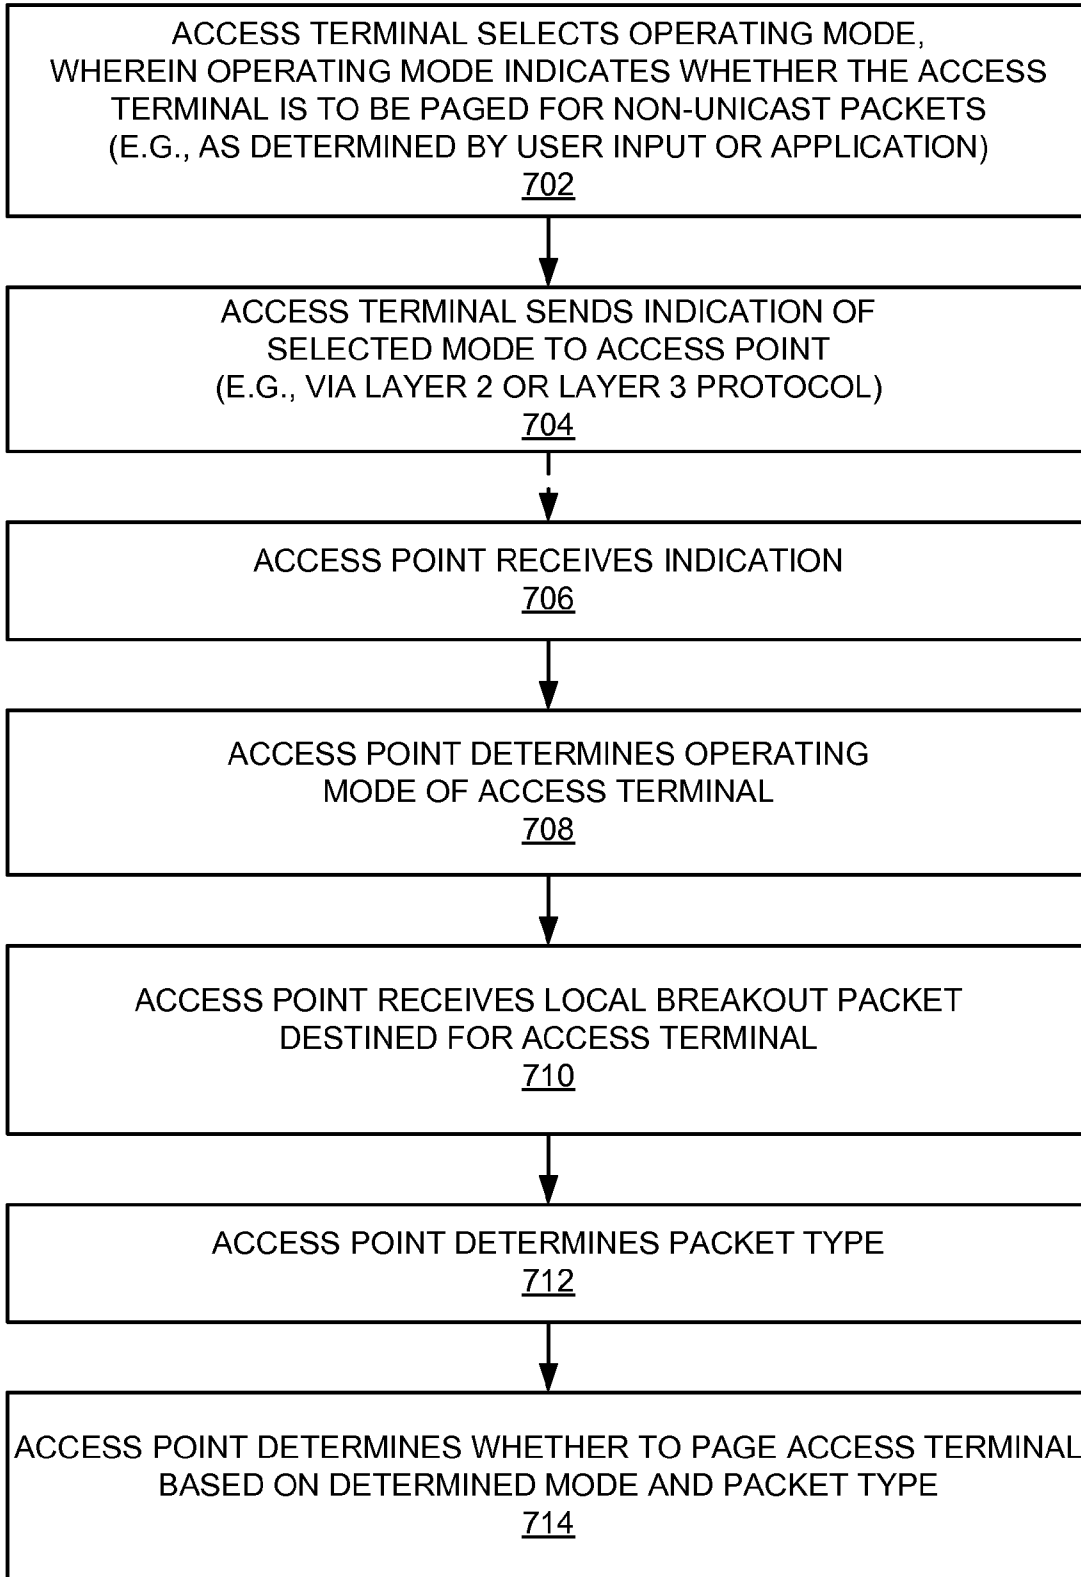 ACCESS TERMINAL SELECTS OPERATING MODE,
WHEREIN OPERATING MODE INDICATES WHETHER THE ACCESS
TERMINAL IS TO BE PAGED FOR NON-UNICAST PACKETS
(E.G., AS DETERMINED BY USER INPUT OR APPLICATION)
702
ACCESS TERMINAL SENDS INDICATION OF
SELECTED MODE TO ACCESS POINT
(E.G., VIA LAYER 2 OR LAYER 3 PROTOCOL)
704
ACCESS POINT RECEIVES INDICATION
706
ACCESS POINT DETERMINES OPERATING
MODE OF ACCESS TERMINAL
708
ACCESS POINT RECEIVES LOCAL BREAKOUT PACKET
DESTINED FOR ACCESS TERMINAL
710
ACCESS POINT DETERMINES PACKET TYPE
712
ACCESS POINT DETERMINES WHETHER TO PAGE ACCESS TERMINAL
BASED ON DETERMINED MODE AND PACKET TYPE
714